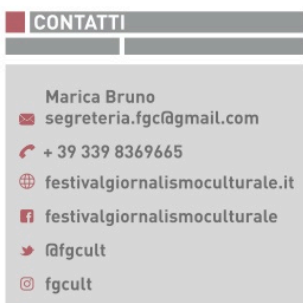 CONTATTI
Marica Bruno
segreteria.fgc@gmail.com
+ 39 339 8369665
festivalgiornalismoculturale.it
festivalgiornalismoculturale
@fgcult
fgcult